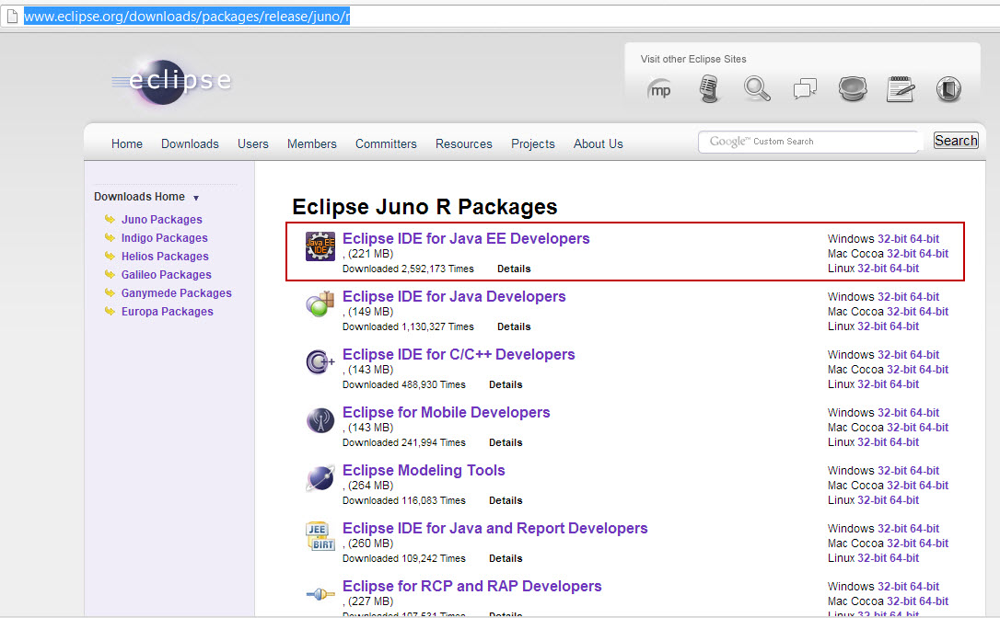 www.eclipse.org/downloads/packages/release/juno/r
eclipse
Visit other Eclipse Sites
mp
Home Downloads Users Members Committers Resources Projects About Us
Google™ Custom Search
Search
Downloads Home
Juno Packages
Indigo Packages
Helios Packages
Galileo Packages
Ganymede Packages
Europa Packages
Eclipse Juno R Packages
Java EE
IDE
Eclipse IDE for Java EE Developers
, (221 MB)
Downloaded 2,592,173 Times Details
Windows 32-bit 64-bit
Mac Cocoa 32-bit 64-bit
Linux 32-bit 64-bit
Eclipse IDE for Java Developers
, (149 MB)
Downloaded 1,130,327 Times Details
Windows 32-bit 64-bit
Mac Cocoa 32-bit 64-bit
Linux 32-bit 64-bit
C++
Eclipse IDE for C/C++ Developers
, (143 MB)
Downloaded 488,930 Times Details
Windows 32-bit 64-bit
Mac Cocoa 32-bit 64-bit
Linux 32-bit 64-bit
Eclipse for Mobile Developers
, (143 MB)
Downloaded 241,994 Times Details
Windows 32-bit 64-bit
Mac Cocoa 32-bit 64-bit
Linux 32-bit 64-bit
Eclipse Modeling Tools
, (264 MB)
Downloaded 116,083 Times Details
Windows 32-bit 64-bit
Mac Cocoa 32-bit 64-bit
Linux 32-bit 64-bit
JEE
BIRT
Eclipse IDE for Java and Report Developers
, (260 MB)
Downloaded 109,242 Times Details
Windows 32-bit 64-bit
Mac Cocoa 32-bit 64-bit
Linux 32-bit 64-bit
Eclipse for RCP and RAP Developers
, (227 MB)
Downloaded 107,531 Times Details
Windows 32-bit 64-bit
Mac Cocoa 32-bit 64-bit
Linux 32-bit 64-bit